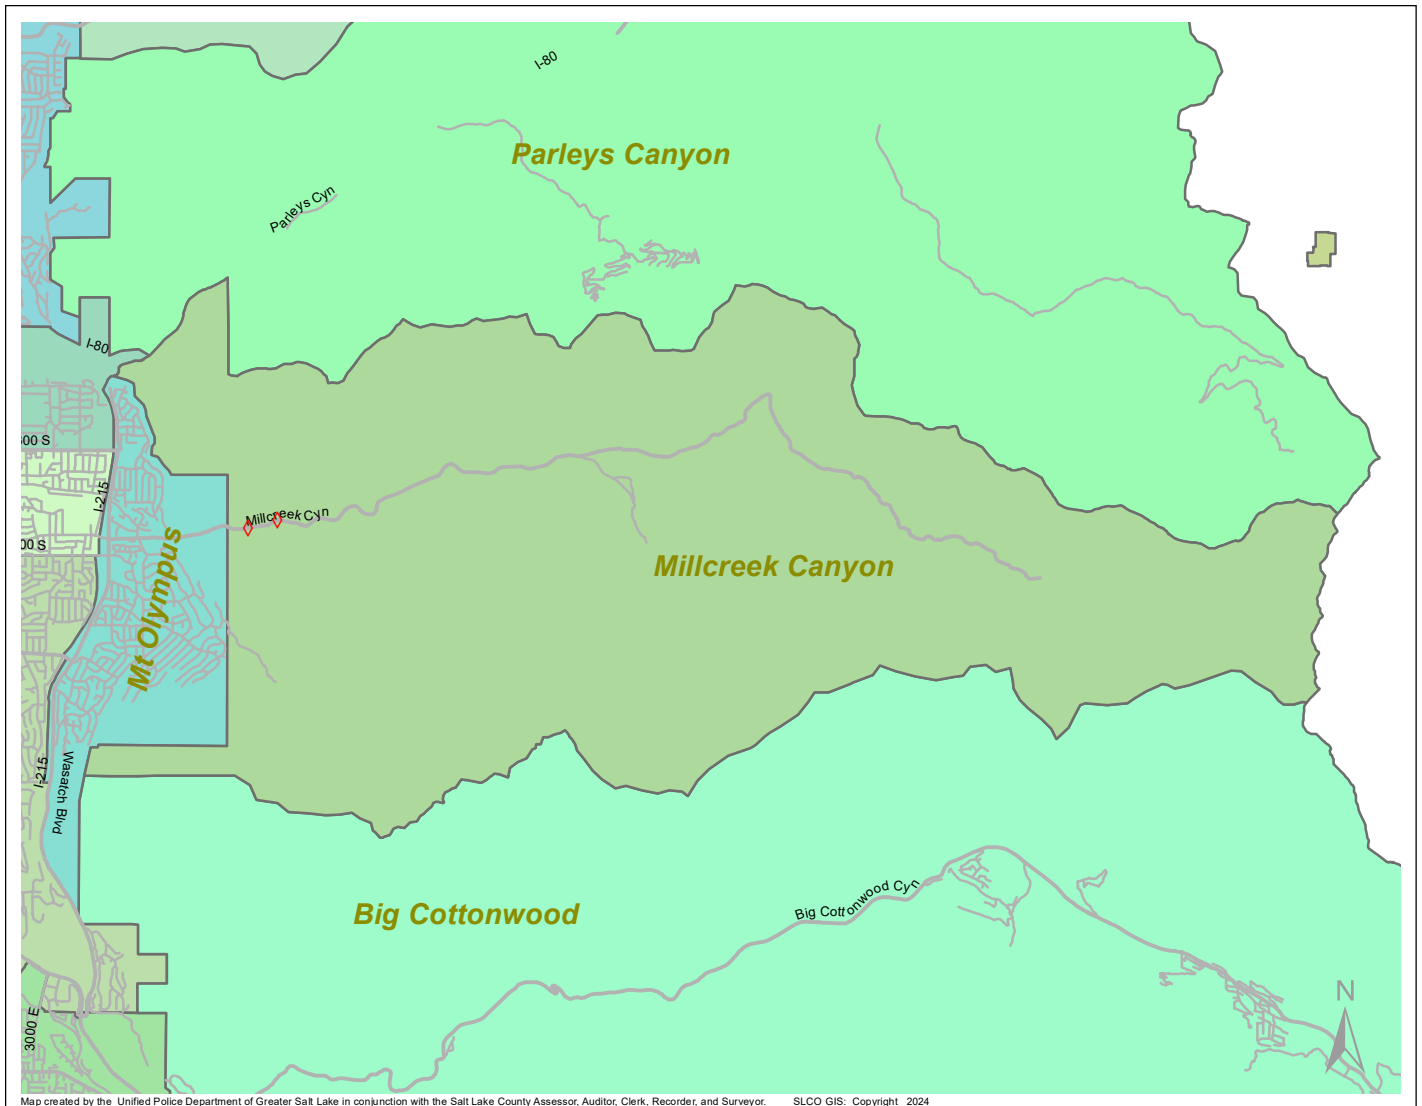 I-80
Parleys Canyon
Parleys Cyn
I-80
00 S
I-215
Millcreek Cyn
00 S
Mt Olympus
Millcreek Canyon
I-215
Wasatch Blvd
Big Cottonwood Cyn
Big Cottonwood
N
3000 E
Map created by the Unified Police Department of Greater Salt Lake in conjunction with the Salt Lake County Assessor, Auditor, Clerk, Recorder, and Surveyor. SLCO GIS: Copyright 2024